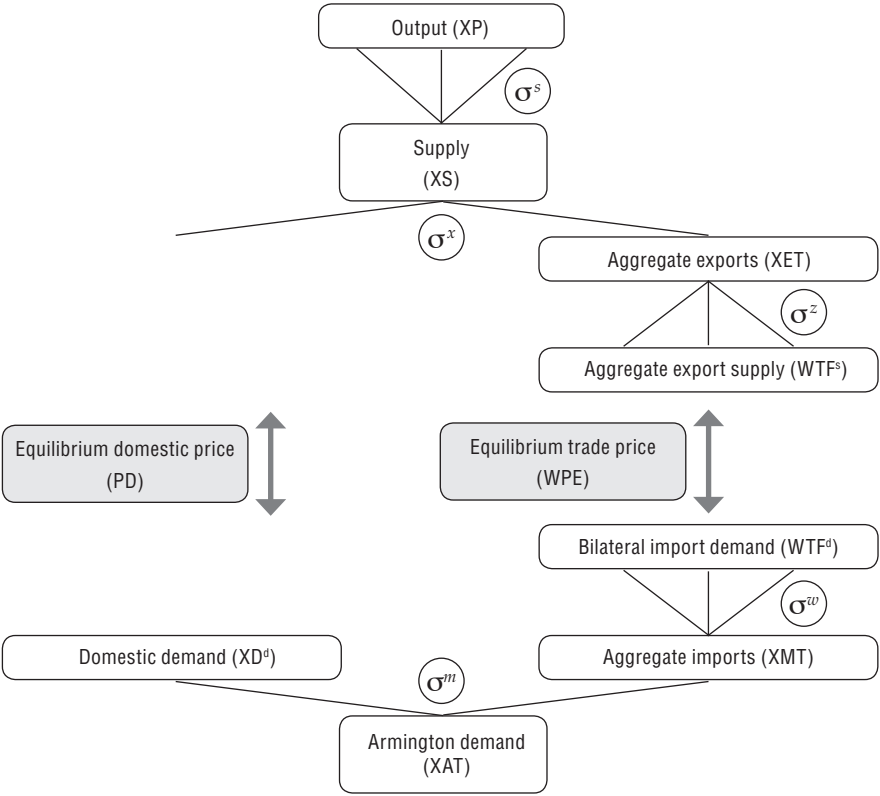 Output (XP)
σˢ
Supply
(XS)
σˣ
Aggregate exports (XET)
σᶻ
Aggregate export supply (WTFˢ)
Equilibrium domestic price
(PD)
Equilibrium trade price
(WPE)
Bilateral import demand (WTFᵈ)
σʷ
Domestic demand (XDᵈ)
Aggregate imports (XMT)
σᵐ
Armington demand
(XAT)